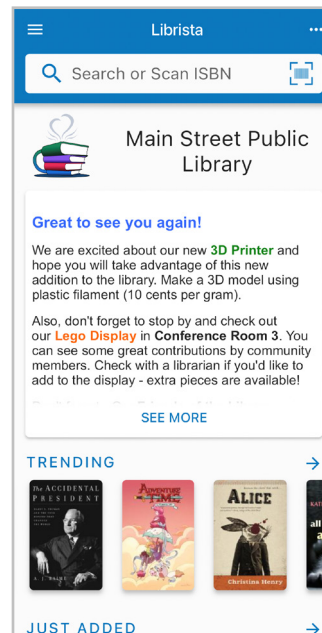 Librista
Search or Scan ISBN
Main Street Public
Library
Great to see you again!
We are excited about our new 3D Printer and
hope you will take advantage of this new
addition to the library. Make a 3D model using
plastic filament (10 cents per gram).
Also, don't forget to stop by and check out
our Lego Display in Conference Room 3. You
can see some great contributions by community
members. Check with a librarian if you'd like to
add to the display - extra pieces are available!
SEE MORE
TRENDING
The ACCIDENTAL
PRESIDENT
ADVENTURE
TIME
ALICE
KAT
all
Christina Henry
A. J. BAIME
JUST ADDED